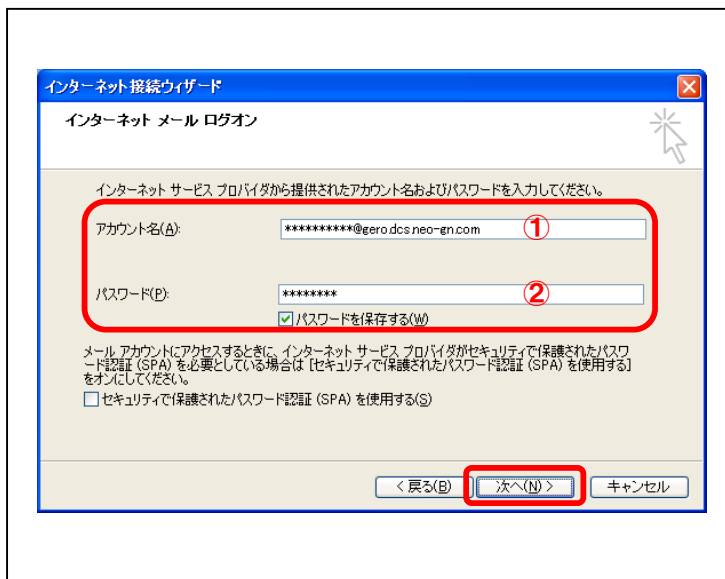 インターネット接続ウィザード
インターネット メール ログオン
インターネット サービス プロバイダから提供されたアカウント名およびパスワードを入力してください。
アカウント名(A):
**********@gero.dcs.neo-gn.com
①
パスワード(P):
********
②
パスワードを保存する(W)
メール アカウントにアクセスするときに、インターネット サービス プロバイダがセキュリティで保護されたパスワ
ード認証 (SPA) を必要としている場合は [セキュリティで保護されたパスワード認証 (SPA) を使用する]
をオンにしてください。
セキュリティで保護されたパスワード認証 (SPA) を使用する(S)
< 戻る(B)
次へ(N) >
キャンセル